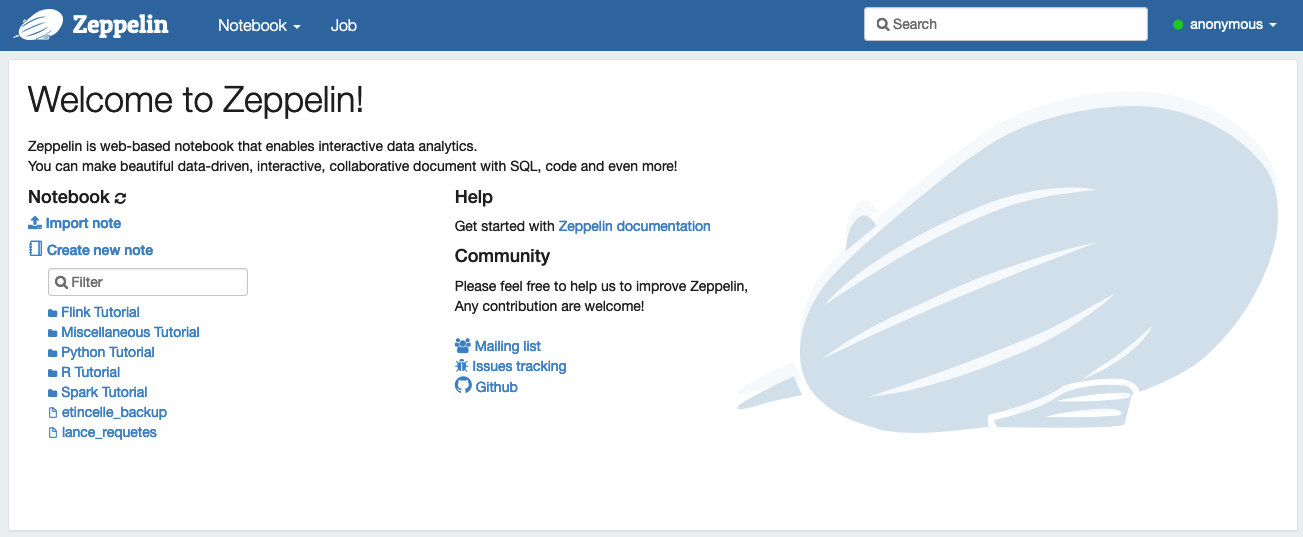 Zeppelin Notebook Job Search anonymous
Welcome to Zeppelin!
Zeppelin is web-based notebook that enables interactive data analytics.
You can make beautiful data-driven, interactive, collaborative document with SQL, code and even more!
Notebook
Import note
Create new note
Filter
Flink Tutorial
Miscellaneous Tutorial
Python Tutorial
R Tutorial
Spark Tutorial
etincelle_backup
lance_requetes
Help
Get started with Zeppelin documentation
Community
Please feel free to help us to improve Zeppelin,
Any contribution are welcome!
Mailing list
Issues tracking
Github